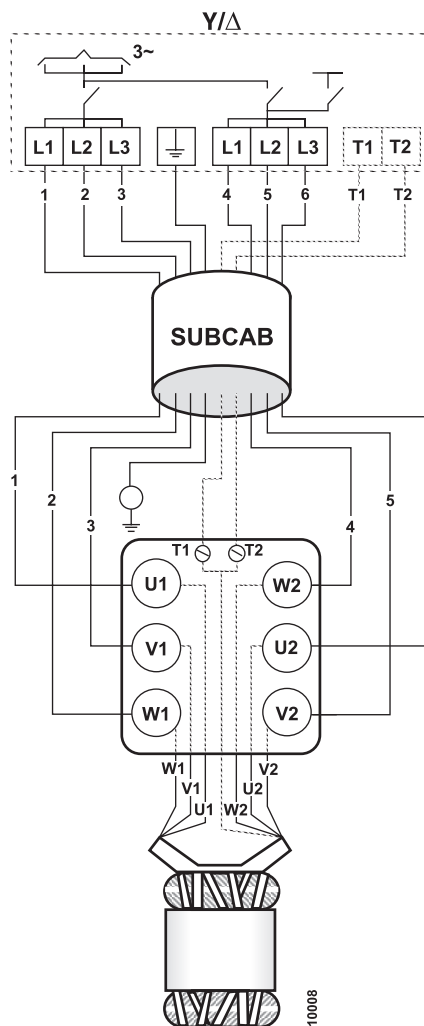 Y/Δ
3~
L1 L2 L3 L1 L2 L3 T1 T2
1 2 3 4 5 6 T1 T2
SUBCAB
1 2 3 4 5
T1 T2
U1 W2
V1 U2
W1 V2
W1 V2
V1 U2
U1 W2
10008